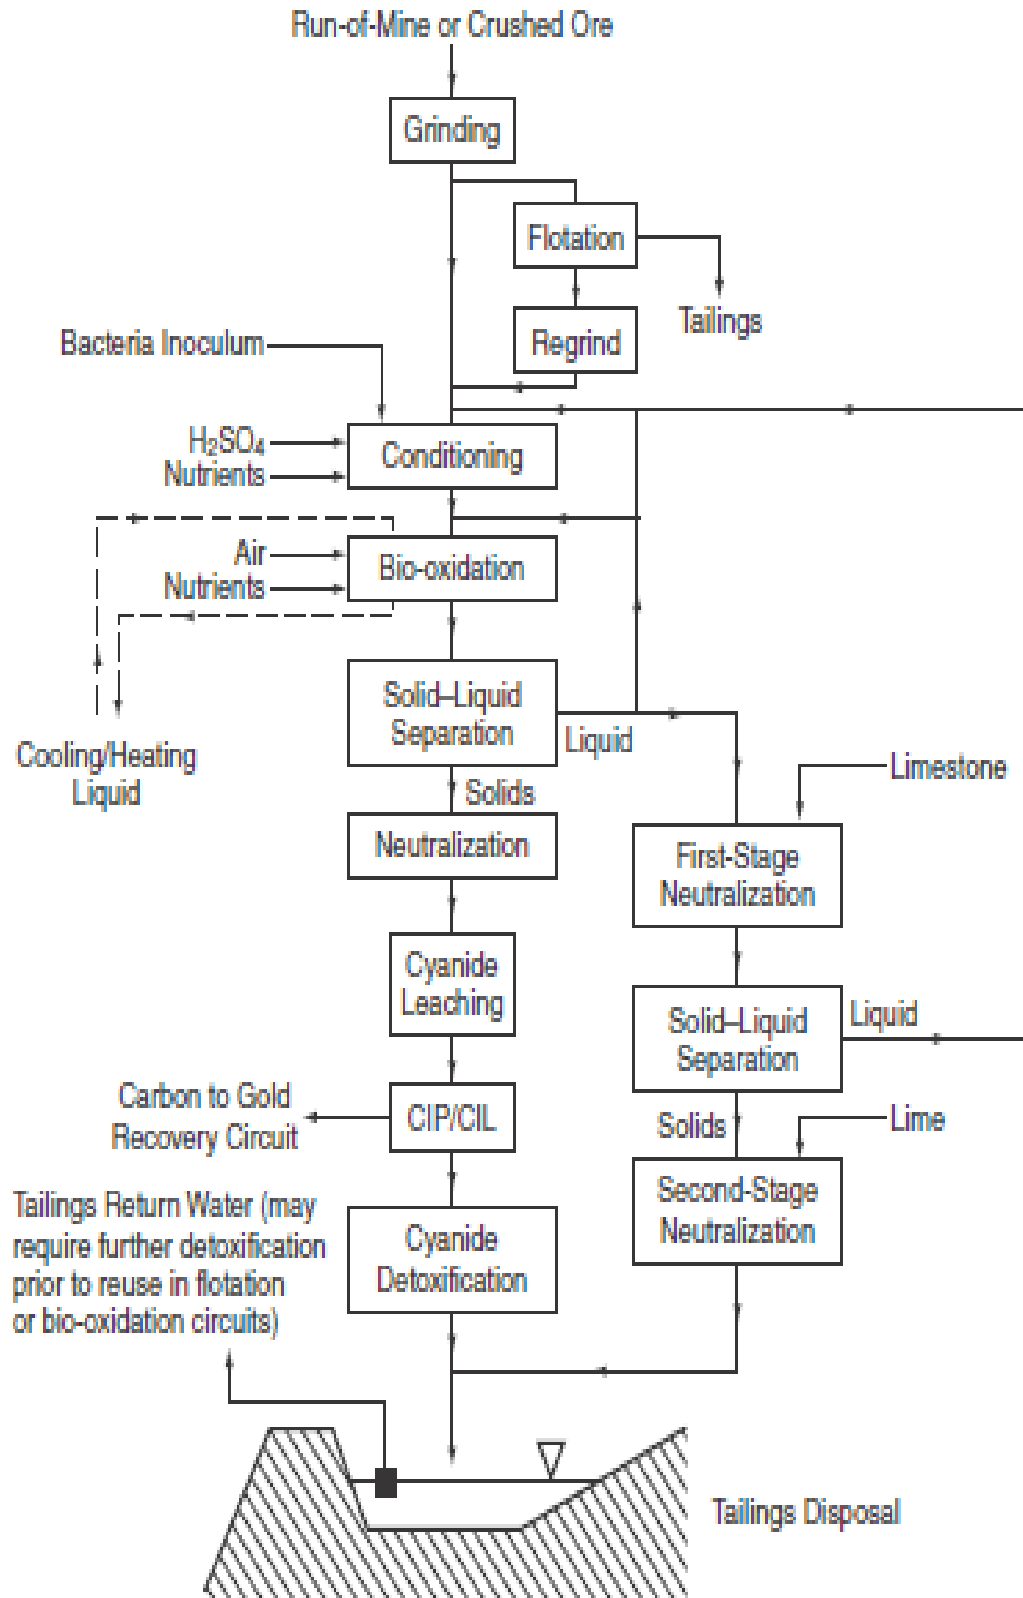 Run-of-Mine or Crushed Ore
Grinding
Flotation
Tailings
Regrind
Bacteria Inoculum
H₂SO₄
Nutrients
Conditioning
Air
Nutrients
Bio-oxidation
Solid–Liquid
Separation
Liquid
Cooling/Heating
Liquid
Solids
Limestone
Neutralization
First-Stage
Neutralization
Cyanide
Leaching
Solid–Liquid
Separation
Liquid
Carbon to Gold
Recovery Circuit
CIP/CIL
Solids
Lime
Second-Stage
Neutralization
Tailings Return Water (may
require further detoxification
prior to reuse in flotation
or bio-oxidation circuits)
Cyanide
Detoxification
Tailings Disposal